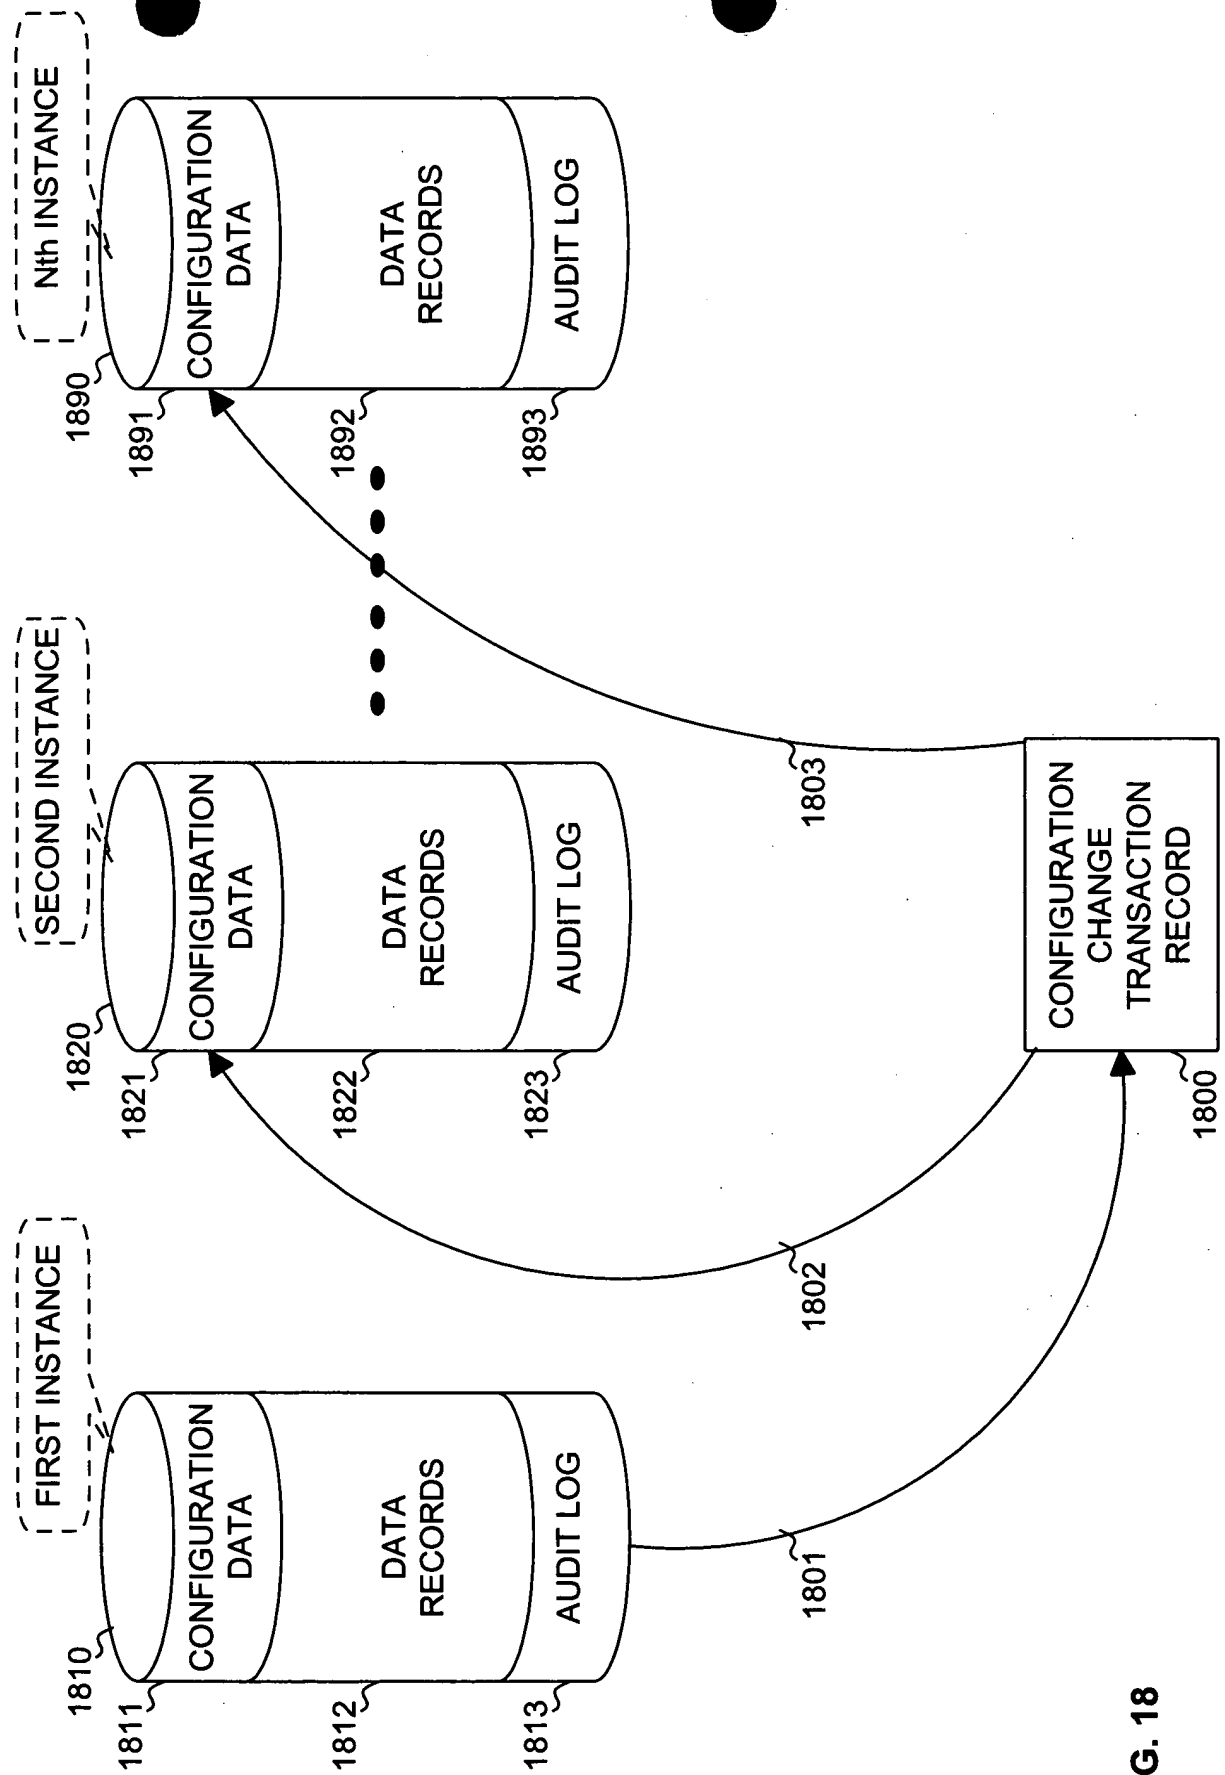 FIRST INSTANCE
1810
1811
CONFIGURATION
DATA
1812
DATA
RECORDS
1813
AUDIT LOG
SECOND INSTANCE
1820
1821
CONFIGURATION
DATA
1822
DATA
RECORDS
1823
AUDIT LOG
Nth INSTANCE
1890
1891
CONFIGURATION
DATA
1892
DATA
RECORDS
1893
AUDIT LOG
1801
1802
1803
CONFIGURATION
CHANGE
TRANSACTION
RECORD
1800
G. 18